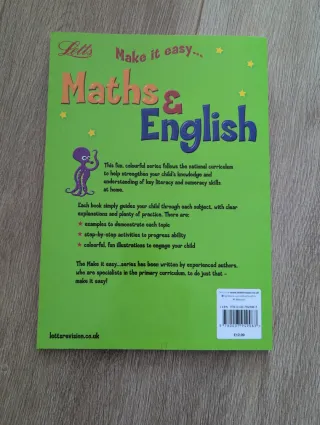 Letts
Make it easy...
Maths
&
English
This fun, colourful series follows the national curriculum
to help strengthen your child's knowledge and
understanding of key literacy and numeracy skills
at home.
Each book simply guides your child through each subject, with clear
explanations and plenty of practice. There are:
★ examples to demonstrate each topic
★ step-by-step activities to progress ability
★ colourful, fun illustrations to engage your child
The Make it easy...series has been written by experienced authors,
who are specialists in the primary curriculum, to do just that –
make it easy!
lettsrevision.co.uk